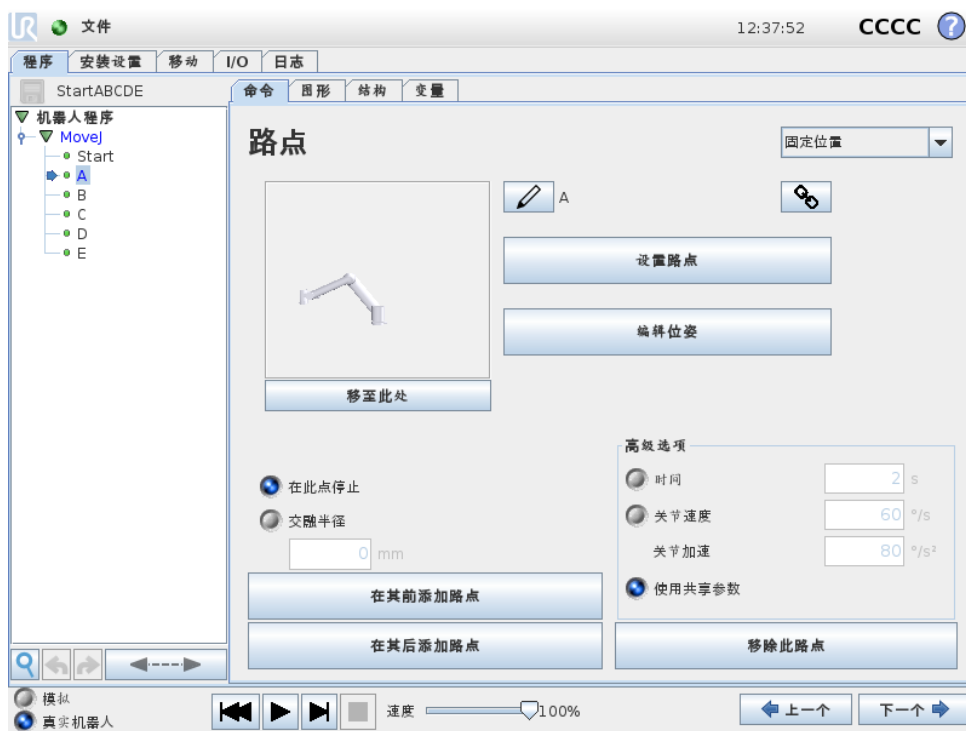 UR 文件 12:37:52 CCCC ?
程序 安装设置 移动 I/O 日志
StartABCDE
命令 图形 结构 变量
机器人程序
MoveJ
Start
A
B
C
D
E
路点
固定位置
A
设置路点
编辑位姿
移至此处
在此点停止
交融半径
0 mm
高级选项
时间 2 s
关节速度 60 °/s
关节加速 80 °/s²
使用共享参数
在其前添加路点
在其后添加路点
移除此路点
模拟
真实机器人
速度 100%
上一个
下一个